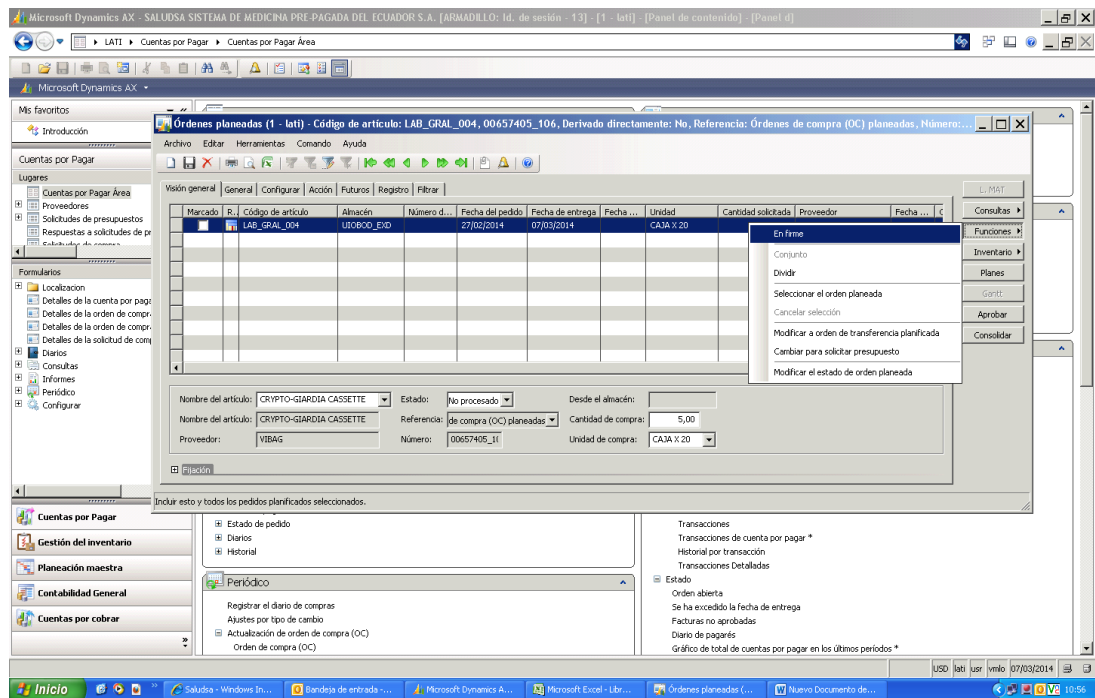 Microsoft Dynamics AX - SALUDSA SISTEMA DE MEDICINA PRE-PAGADA DEL ECUADOR S.A. [ARMADILLO: Id. de sesión - 13] - [1 - lati] - [Panel de contenido] - [Panel d]
LATI ▸ Cuentas por Pagar ▸ Cuentas por Pagar Área
Microsoft Dynamics AX
Mis favoritos
Introducción
Cuentas por Pagar
Lugares
Cuentas por Pagar Área
Proveedores
Solicitudes de presupuestos
Respuestas a solicitudes de pr
Solicitudes de compra
Formularios
Localizacion
Detalles de la cuenta por paga
Detalles de la orden de compr
Detalles de la orden de compr
Detalles de la solicitud de com
Diarios
Consultas
Informes
Periódico
Configurar
Cuentas por Pagar
Gestión del inventario
Planeación maestra
Contabilidad General
Cuentas por cobrar
Órdenes planeadas (1 - lati) - Código de artículo: LAB_GRAL_004, 00657405_106, Derivado directamente: No, Referencia: Órdenes de compra (OC) planeadas, Número:...
Archivo Editar Herramientas Comando Ayuda
Visión general General Configurar Acción Futuros Registro Filtrar
Marcado R.. Código de artículo Almacén Número d... Fecha del pedido Fecha de entrega Fecha ... Unidad Cantidad solicitada Proveedor Fecha ... C
LAB_GRAL_004 UIOBOD_EXD 27/02/2014 07/03/2014 CAJA X 20
L. MAT
Consultas
Funciones
Inventario
Planes
Gantt
Aprobar
Consolidar
En firme
Conjunto
Dividir
Seleccionar el orden planeada
Cancelar selección
Modificar a orden de transferencia planificada
Cambiar para solicitar presupuesto
Modificar el estado de orden planeada
Nombre del artículo: CRYPTO-GIARDIA CASSETTE Estado: No procesado Desde el almacén:
Nombre del artículo: CRYPTO-GIARDIA CASSETTE Referencia: de compra (OC) planeadas Cantidad de compra: 5,00
Proveedor: VIBAG Número: 00657405_1( Unidad de compra: CAJA X 20
Fijación
Incluir esto y todos los pedidos planificados seleccionados.
Estado de pedido
Diarios
Historial
Periódico
Registrar el diario de compras
Ajustes por tipo de cambio
Actualización de orden de compra (OC)
Orden de compra (OC)
Transacciones
Transacciones de cuenta por pagar *
Historial por transacción
Transacciones Detalladas
Estado
Orden abierta
Se ha excedido la fecha de entrega
Facturas no aprobadas
Diario de pagarés
Gráfico de total de cuentas por pagar en los últimos períodos *
USD lati usr vmlo 07/03/2014
Inicio Saludsa - Windows In... Bandeja de entrada -... Microsoft Dynamics A... Microsoft Excel - Libr... Órdenes planeadas (... Nuevo Documento de... 10:56